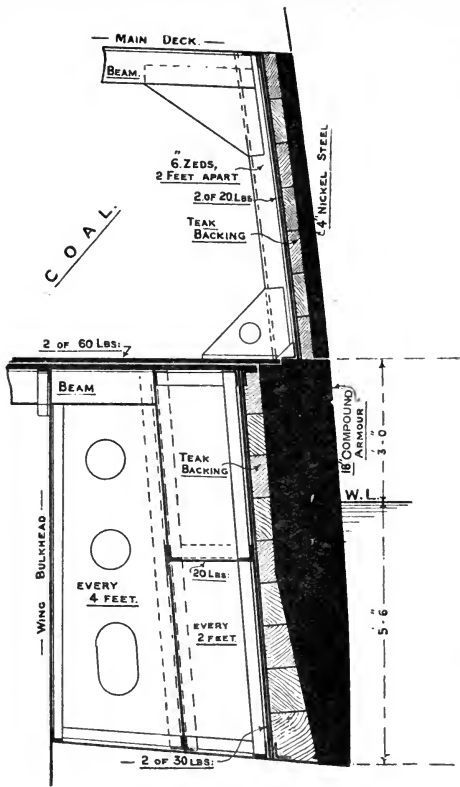 — MAIN DECK. —
BEAM.
6" ZEDS,
2 FEET APART
2 OF 20 LBS
TEAK
BACKING
4" NICKEL STEEL
COAL.
2 OF 60 LBS:
BEAM
TEAK
BACKING
18" COMPOUND
ARMOUR
3'-0"
W.L.
20 LBS:
EVERY
4 FEET.
EVERY
2 FEET.
— WING BULKHEAD —
5'-6"
2 OF 30 LBS: